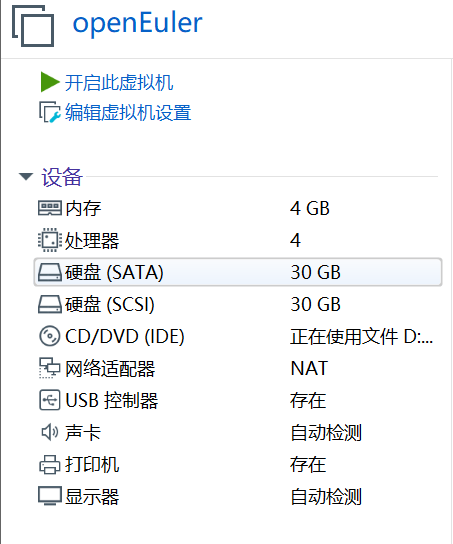 openEuler
开启此虚拟机
编辑虚拟机设置
设备
内存 4 GB
处理器 4
硬盘 (SATA) 30 GB
硬盘 (SCSI) 30 GB
CD/DVD (IDE) 正在使用文件 D:...
网络适配器 NAT
USB 控制器 存在
声卡 自动检测
打印机 存在
显示器 自动检测